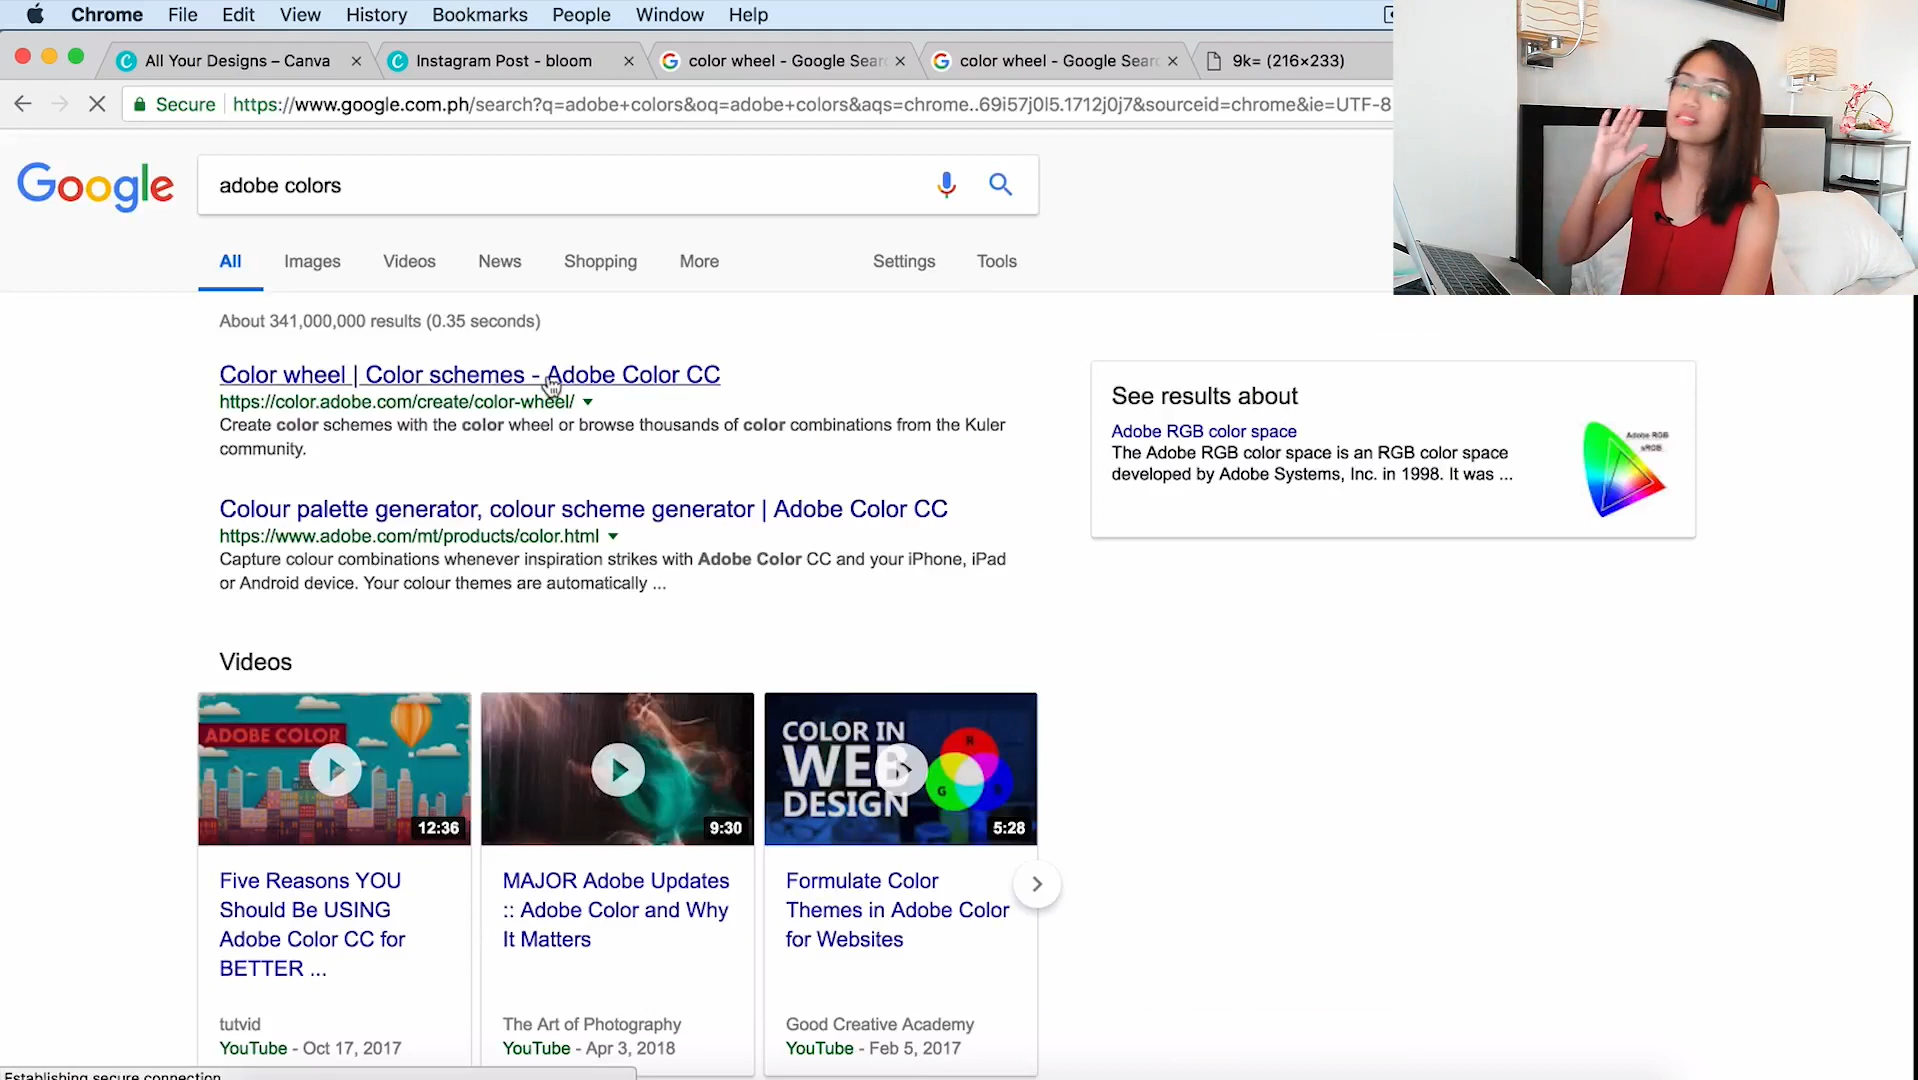 Chrome File Edit View History Bookmarks People Window Help
All Your Designs – Canva
Instagram Post - bloom
color wheel - Google Sear
color wheel - Google Sear
9k= (216×233)
Secure https://www.google.com.ph/search?q=adobe+colors&oq=adobe+colors&aqs=chrome..69i57j0l5.1712j0j7&sourceid=chrome&ie=UTF-8
Google
adobe colors
All Images Videos News Shopping More Settings Tools
About 341,000,000 results (0.35 seconds)
Color wheel | Color schemes - Adobe Color CC
https://color.adobe.com/create/color-wheel/
Create color schemes with the color wheel or browse thousands of color combinations from the Kuler
community.
Colour palette generator, colour scheme generator | Adobe Color CC
https://www.adobe.com/mt/products/color.html
Capture colour combinations whenever inspiration strikes with Adobe Color CC and your iPhone, iPad
or Android device. Your colour themes are automatically ...
See results about
Adobe RGB color space
The Adobe RGB color space is an RGB color space
developed by Adobe Systems, Inc. in 1998. It was ...
Adobe RGB
sRGB
Videos
ADOBE COLOR
12:36
9:30
COLOR IN
WEB
DESIGN
R
G
5:28
Five Reasons YOU
Should Be USING
Adobe Color CC for
BETTER ...
tutvid
YouTube - Oct 17, 2017
MAJOR Adobe Updates
:: Adobe Color and Why
It Matters
The Art of Photography
YouTube - Apr 3, 2018
Formulate Color
Themes in Adobe Color
for Websites
Good Creative Academy
YouTube - Feb 5, 2017
Establishing secure connection